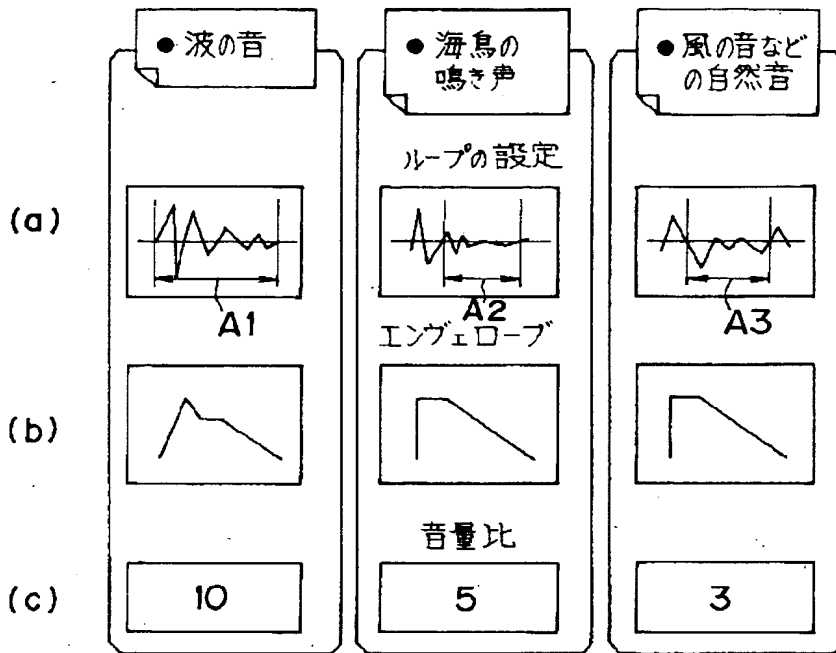 ●波の音
●海鳥の
鳴き声
●風の音など
の自然音
ループの設定
(a)
A1
A2
A3
エンヴェローブ
(b)
音量比
(c)
10
5
3